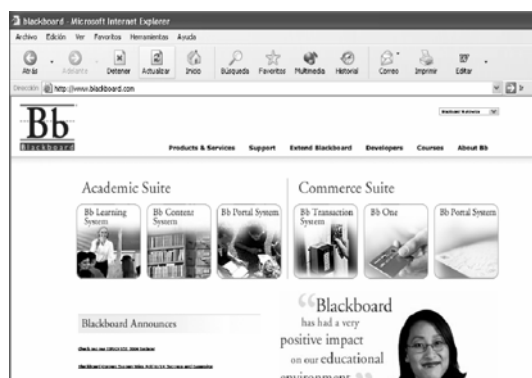 blackboard - Microsoft Internet Explorer
Archivo Edición Ver Favoritos Herramientas Ayuda
Atrás Adelante Detener Actualizar Inicio Búsqueda Favoritos Multimedia Historial Correo Imprimir Editar
Dirección http://www.blackboard.com
Bb
Blackboard
Products & Services Support Extend Blackboard Developers Courses About Bb
Academic Suite Commerce Suite
Bb Learning System Bb Content System Bb Portal System Bb Transaction System Bb One Bb Portal System
Blackboard Announces
“Blackboard
has had a very
positive impact
on our educational
environment.”